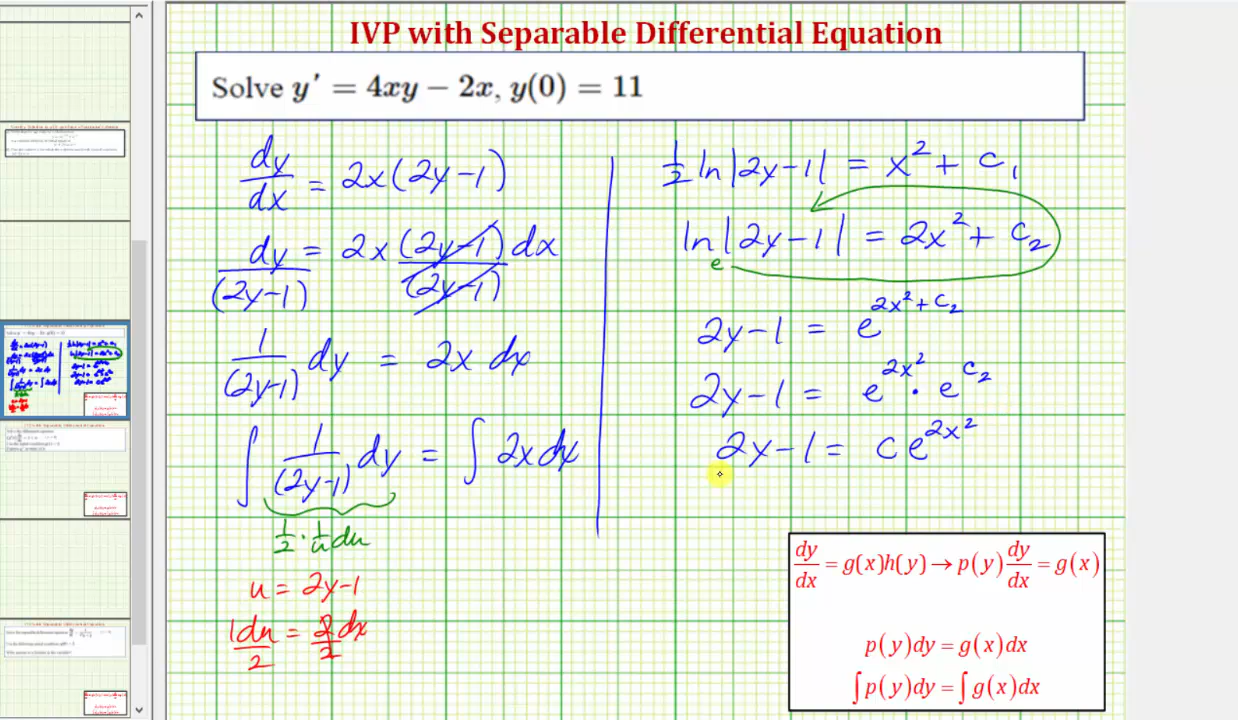 IVP with Separable Differential Equation
Solve y' = 4xy − 2x, y(0) = 11
dy/dx = 2x(2y−1)
dy/(2y−1) = 2x (2y−1)/(2y−1) dx
1/(2y−1) dy = 2x dx
∫ 1/(2y−1) dy = ∫ 2x dx
1/2 · 1/u du
u = 2y−1
1du/2 = 2/2 dx
1/2 ln|2y−1| = x² + C₁
ln|2y−1| = 2x² + C₂
e
2y−1 = e^(2x²+C₂)
2y−1 = e^(2x²) · e^(C₂)
2y−1 = Ce^(2x²)
dy/dx = g(x)h(y) → p(y) dy/dx = g(x)
p(y)dy = g(x)dx
∫p(y)dy = ∫g(x)dx